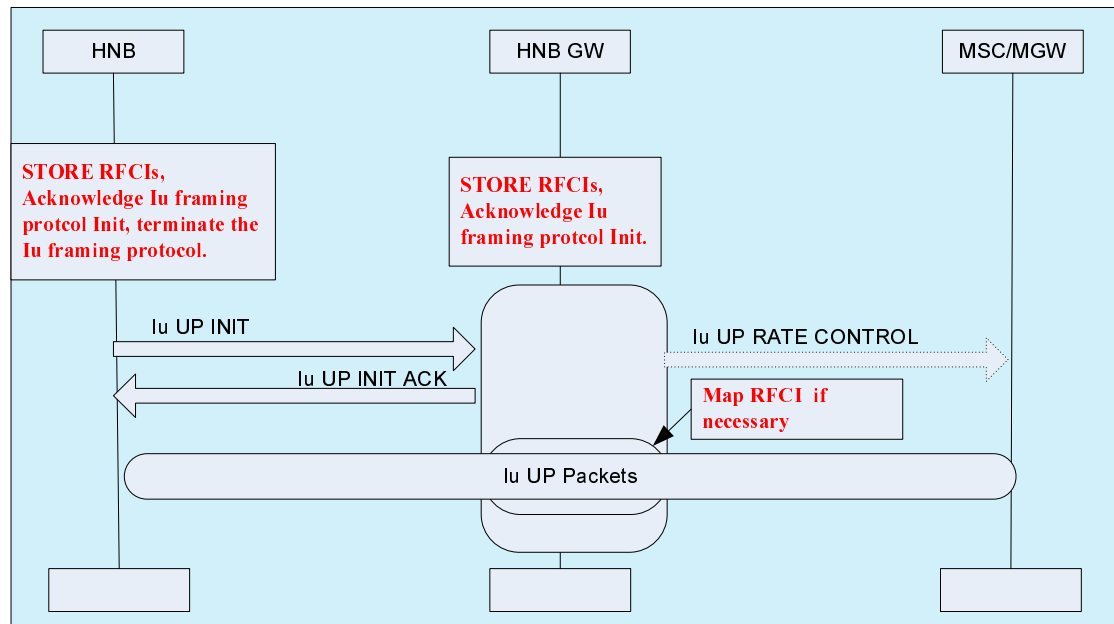 HNB
HNB GW
MSC/MGW
STORE RFCIs,
Acknowledge Iu framing
protcol Init, terminate the
Iu framing protocol.
STORE RFCIs,
Acknowledge Iu
framing protcol Init.
Iu UP INIT
Iu UP RATE CONTROL
Iu UP INIT ACK
Map RFCI if
necessary
Iu UP Packets